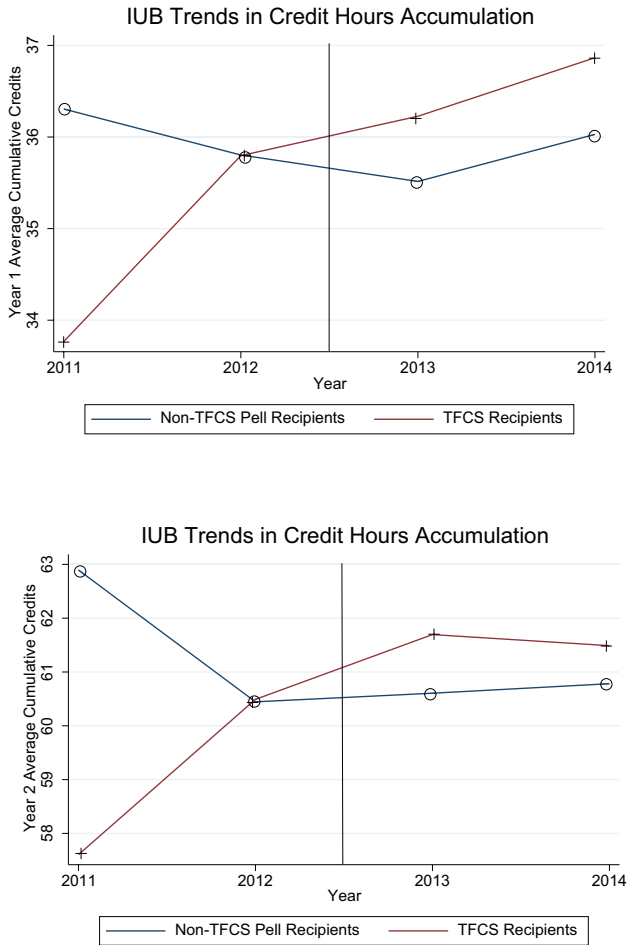 IUB Trends in Credit Hours Accumulation
Year 1 Average Cumulative Credits
37
36
35
34
2011 2012 2013 2014
Year
Non-TFCS Pell Recipients TFCS Recipients
IUB Trends in Credit Hours Accumulation
Year 2 Average Cumulative Credits
63
62
61
60
59
58
2011 2012 2013 2014
Year
Non-TFCS Pell Recipients TFCS Recipients